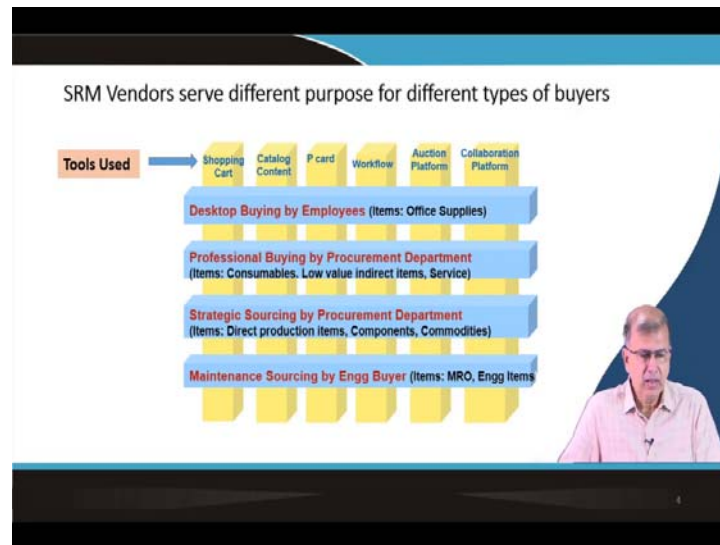 SRM Vendors serve different purpose for different types of buyers
Tools Used
Shopping
Cart
Catalog
Content
P card
Workflow
Auction
Platform
Collaboration
Platform
Desktop Buying by Employees (Items: Office Supplies)
Professional Buying by Procurement Department
(Items: Consumables. Low value indirect items, Service)
Strategic Sourcing by Procurement Department
(Items: Direct production items, Components, Commodities)
Maintenance Sourcing by Engg Buyer (Items: MRO, Engg Items
4